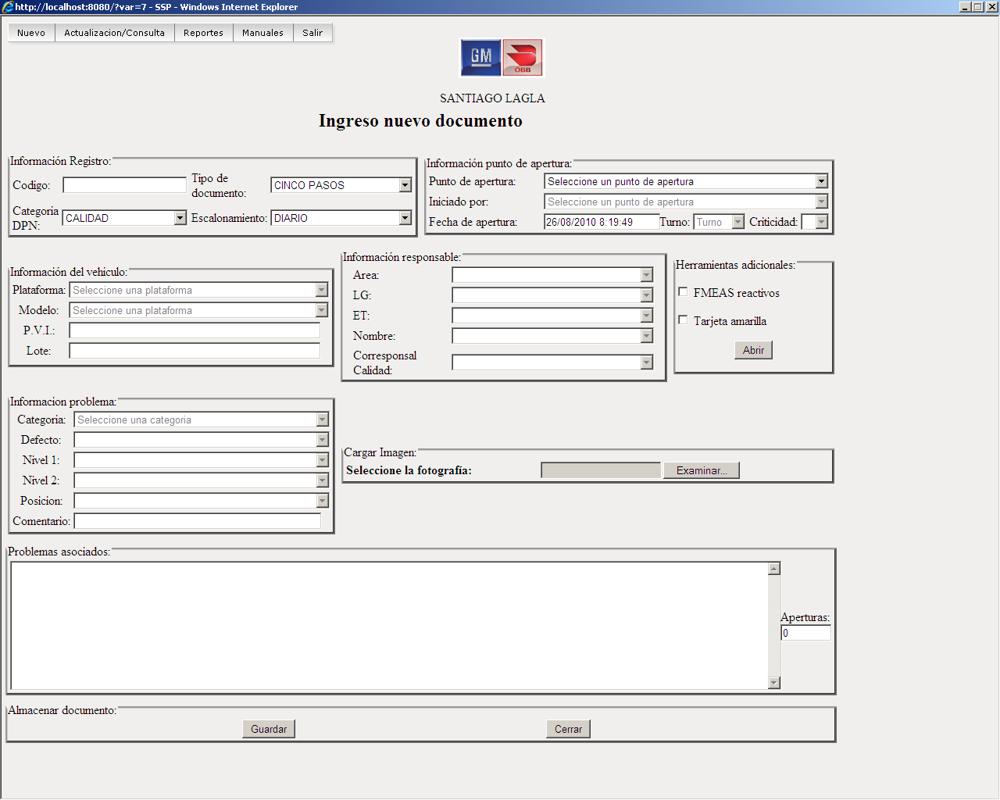 http://localhost:8080/?var=7 - SSP - Windows Internet Explorer
Nuevo Actualizacion/Consulta Reportes Manuales Salir
GM OBB
SANTIAGO LAGLA
Ingreso nuevo documento
Información Registro:
Codigo:
Tipo de
documento: CINCO PASOS
Categoria
DPN: CALIDAD
Escalonamiento: DIARIO
Información punto de apertura:
Punto de apertura: Seleccione un punto de apertura
Iniciado por: Seleccione un punto de apertura
Fecha de apertura: 26/08/2010 8:19:49 Turno: Turno Criticidad:
Información del vehiculo:
Plataforma: Seleccione una plataforma
Modelo: Seleccione una plataforma
P.V.I.:
Lote:
Información responsable:
Area:
LG:
ET:
Nombre:
Corresponsal
Calidad:
Herramientas adicionales:
FMEAS reactivos
Tarjeta amarilla
Abrir
Informacion problema:
Categoria: Seleccione una categoria
Defecto:
Nivel 1:
Nivel 2:
Posicion:
Comentario:
Cargar Imagen:
Seleccione la fotografía: Examinar...
Problemas asociados:
Aperturas:
0
Almacenar documento:
Guardar Cerrar